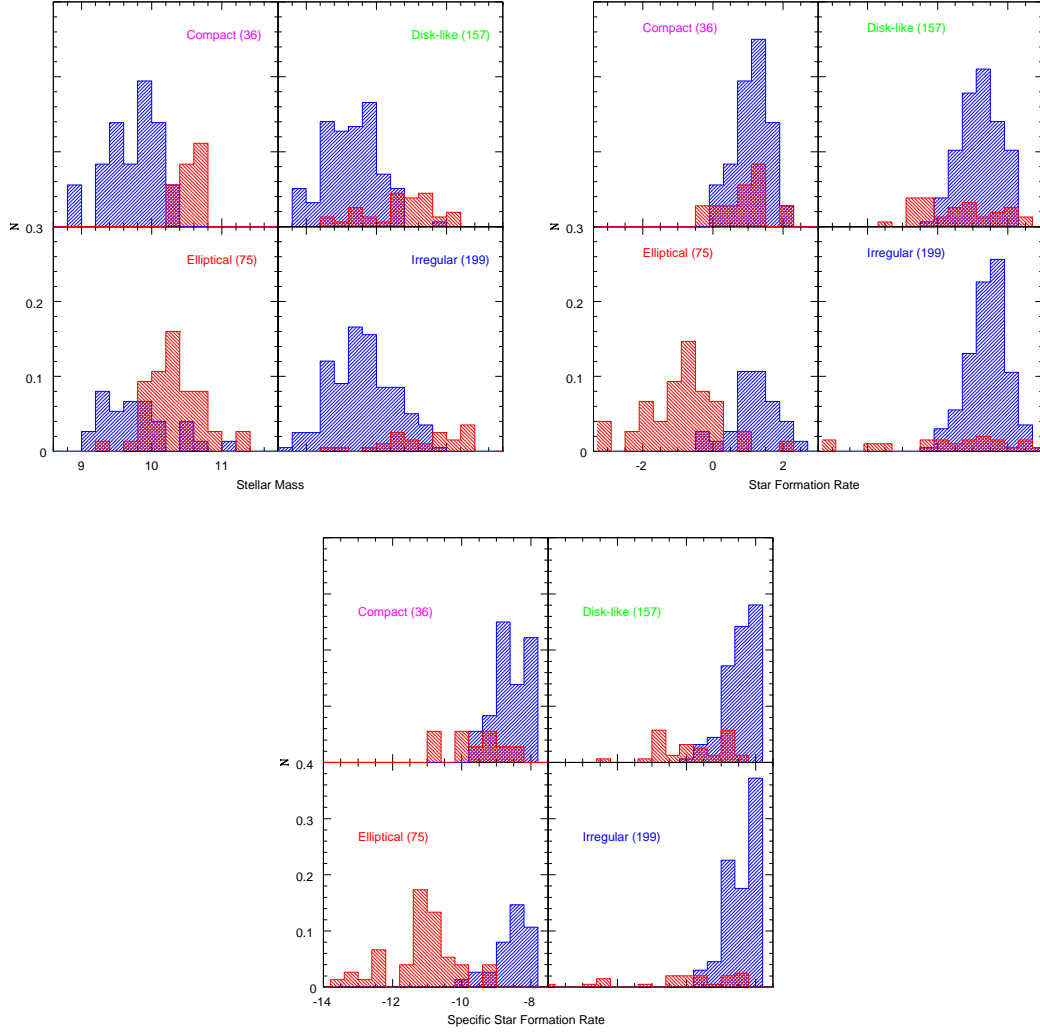 Compact (36)
Disk-like (157)
N
0.3
Elliptical (75)
Irregular (199)
0.2
0.1
0
9
10
11
Stellar Mass
Compact (36)
Disk-like (157)
N
0.3
Elliptical (75)
Irregular (199)
0.2
0.1
0
-2
0
2
Star Formation Rate
Compact (36)
Disk-like (157)
N
0.4
0.3
Elliptical (75)
Irregular (199)
0.2
0.1
0
-14
-12
-10
-8
Specific Star Formation Rate